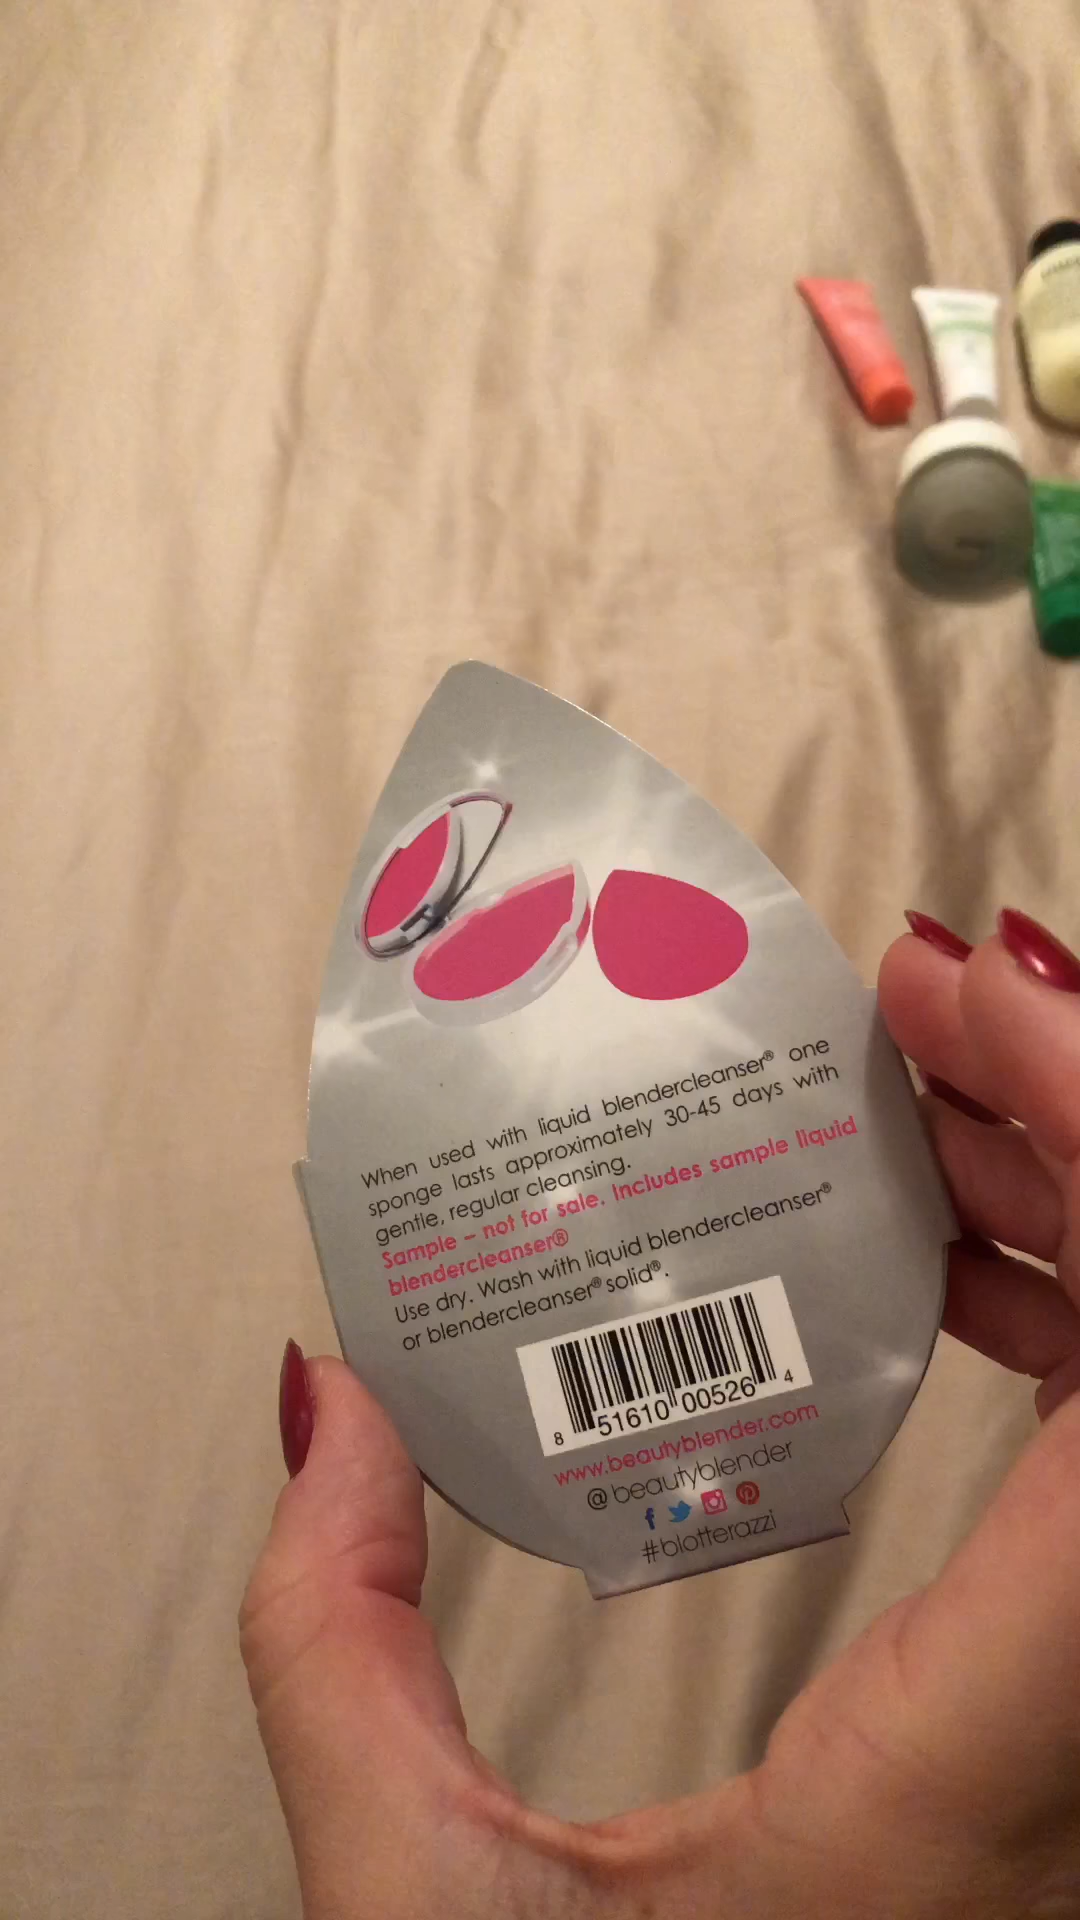 When used with liquid blendercleanser® one
sponge lasts approximately 30-45 days with
gentle, regular cleansing.
Sample – not for sale. Includes sample liquid
blendercleanser®
Use dry. Wash with liquid blendercleanser®
or blendercleanser® solid®.
8 51610 00526 4
www.beautyblender.com
@beautyblender
#blotterazzi